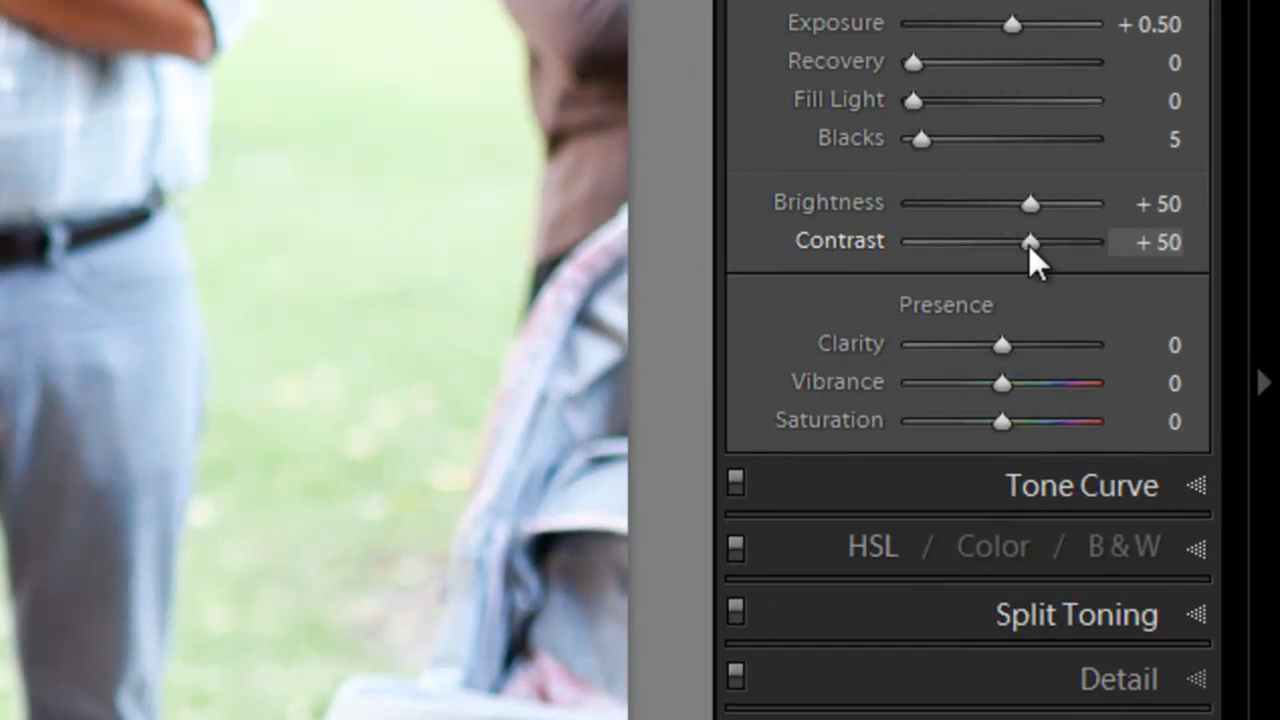 Exposure + 0.50
Recovery 0
Fill Light 0
Blacks 5
Brightness + 50
Contrast + 50
Presence
Clarity 0
Vibrance 0
Saturation 0
Tone Curve
HSL / Color / B & W
Split Toning
Detail